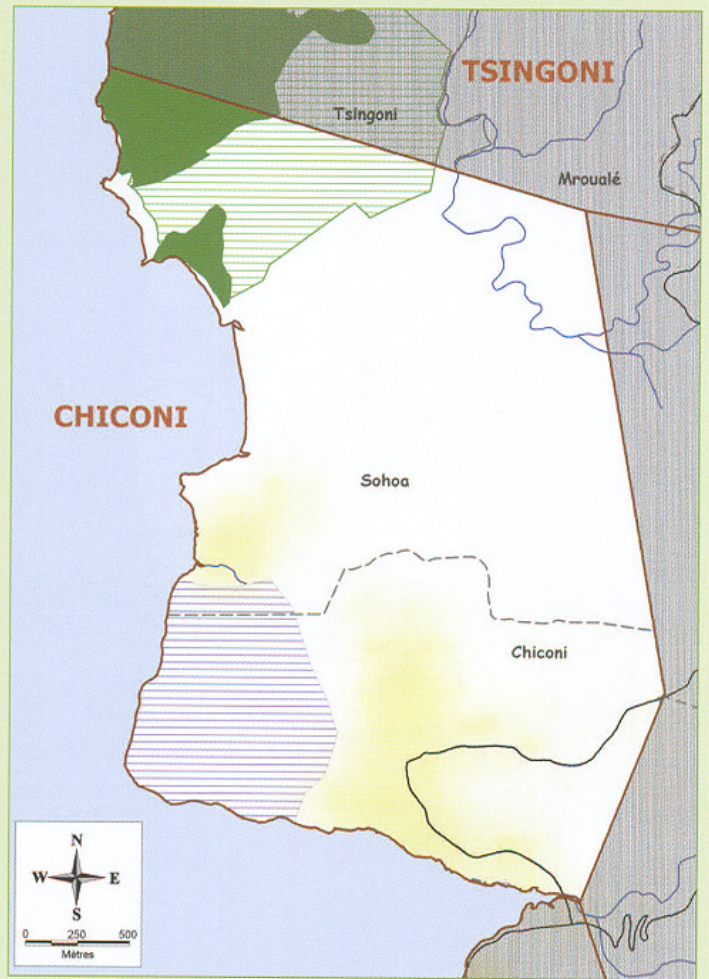 TSINGONI
Tsingoni
Mroualé
CHICONI
Sohoa
Chiconi
N
W E
S
0 250 500
Mètres